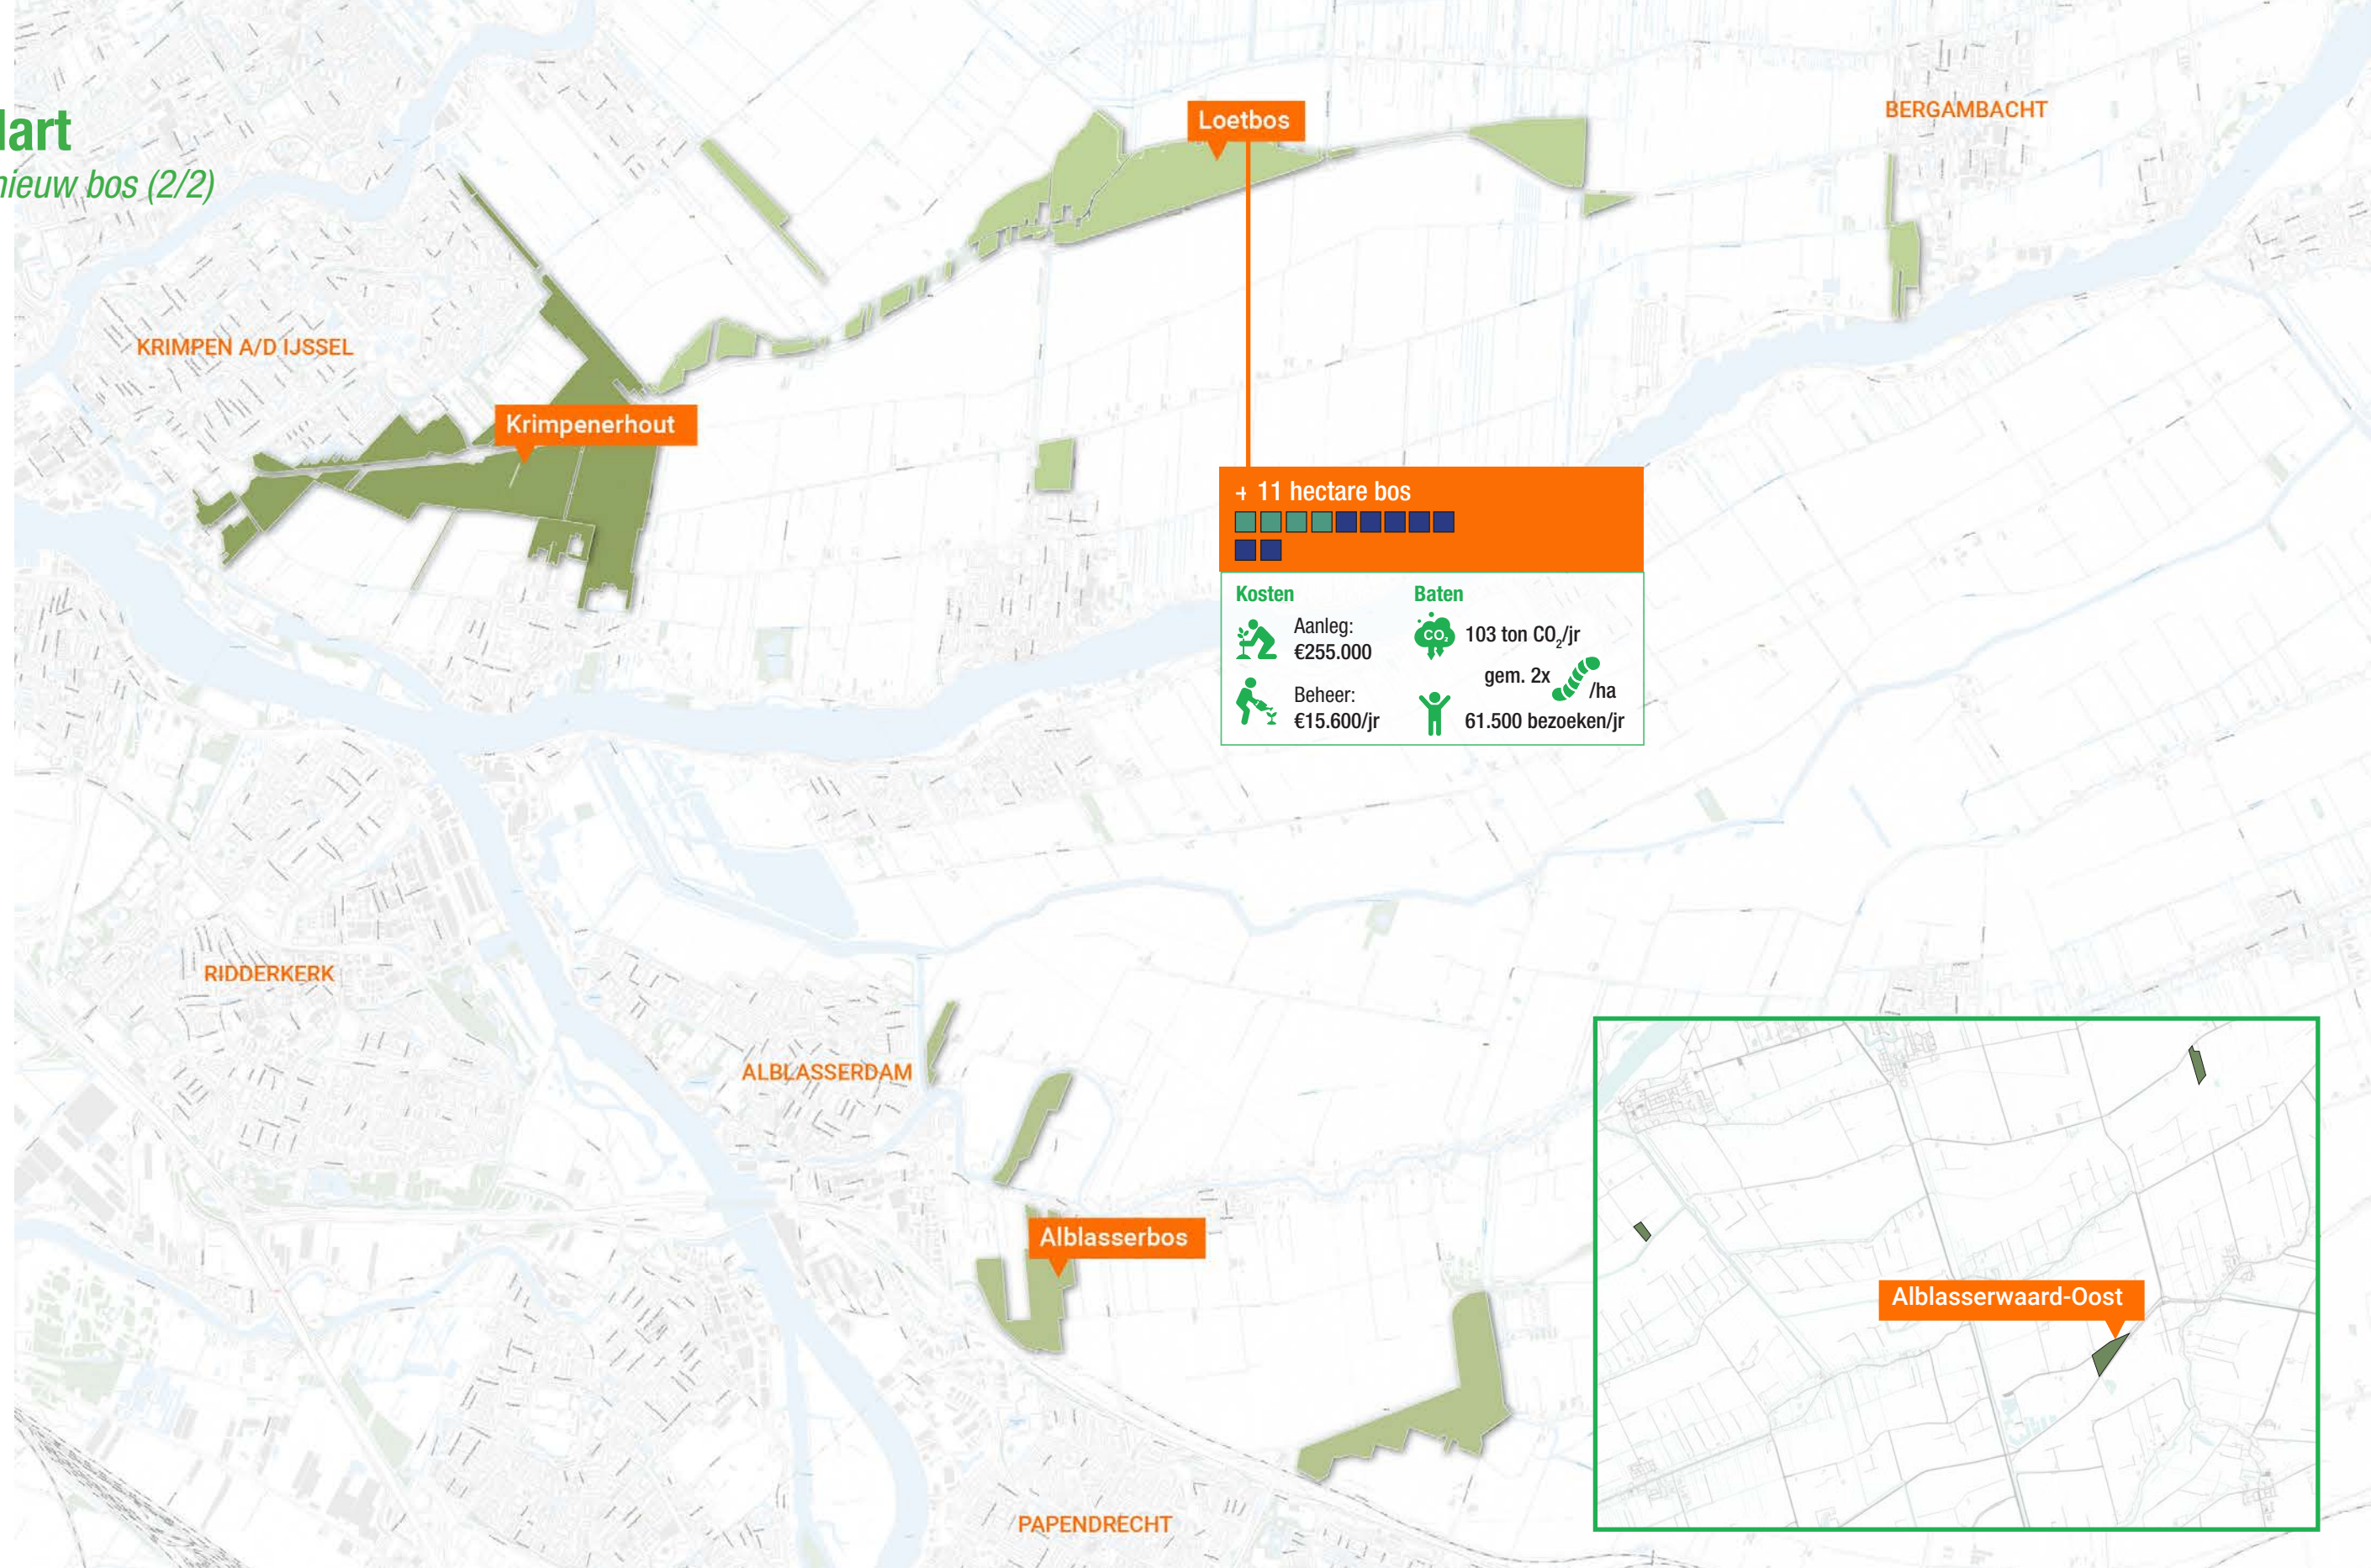 lart
nieuw bos (2/2)
Loetbos
BERGAMBACHT
KRIMPEN A/D IJSSEL
Krimpenerhout
+ 11 hectare bos
Kosten
Aanleg:
€255.000
Beheer:
€15.600/jr
Baten
CO₂
103 ton CO₂/jr
gem. 2x
/ha
61.500 bezoeken/jr
RIDDERKERK
ALBLASSERDAM
Alblasserbos
Alblasserwaard-Oost
PAPENDRECHT